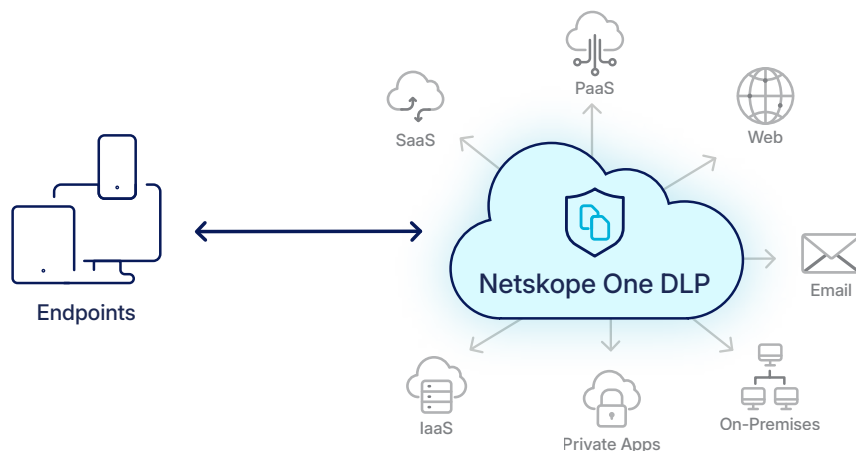 PaaS
SaaS
Web
Netskope One DLP
Email
Endpoints
IaaS
Private Apps
On-Premises